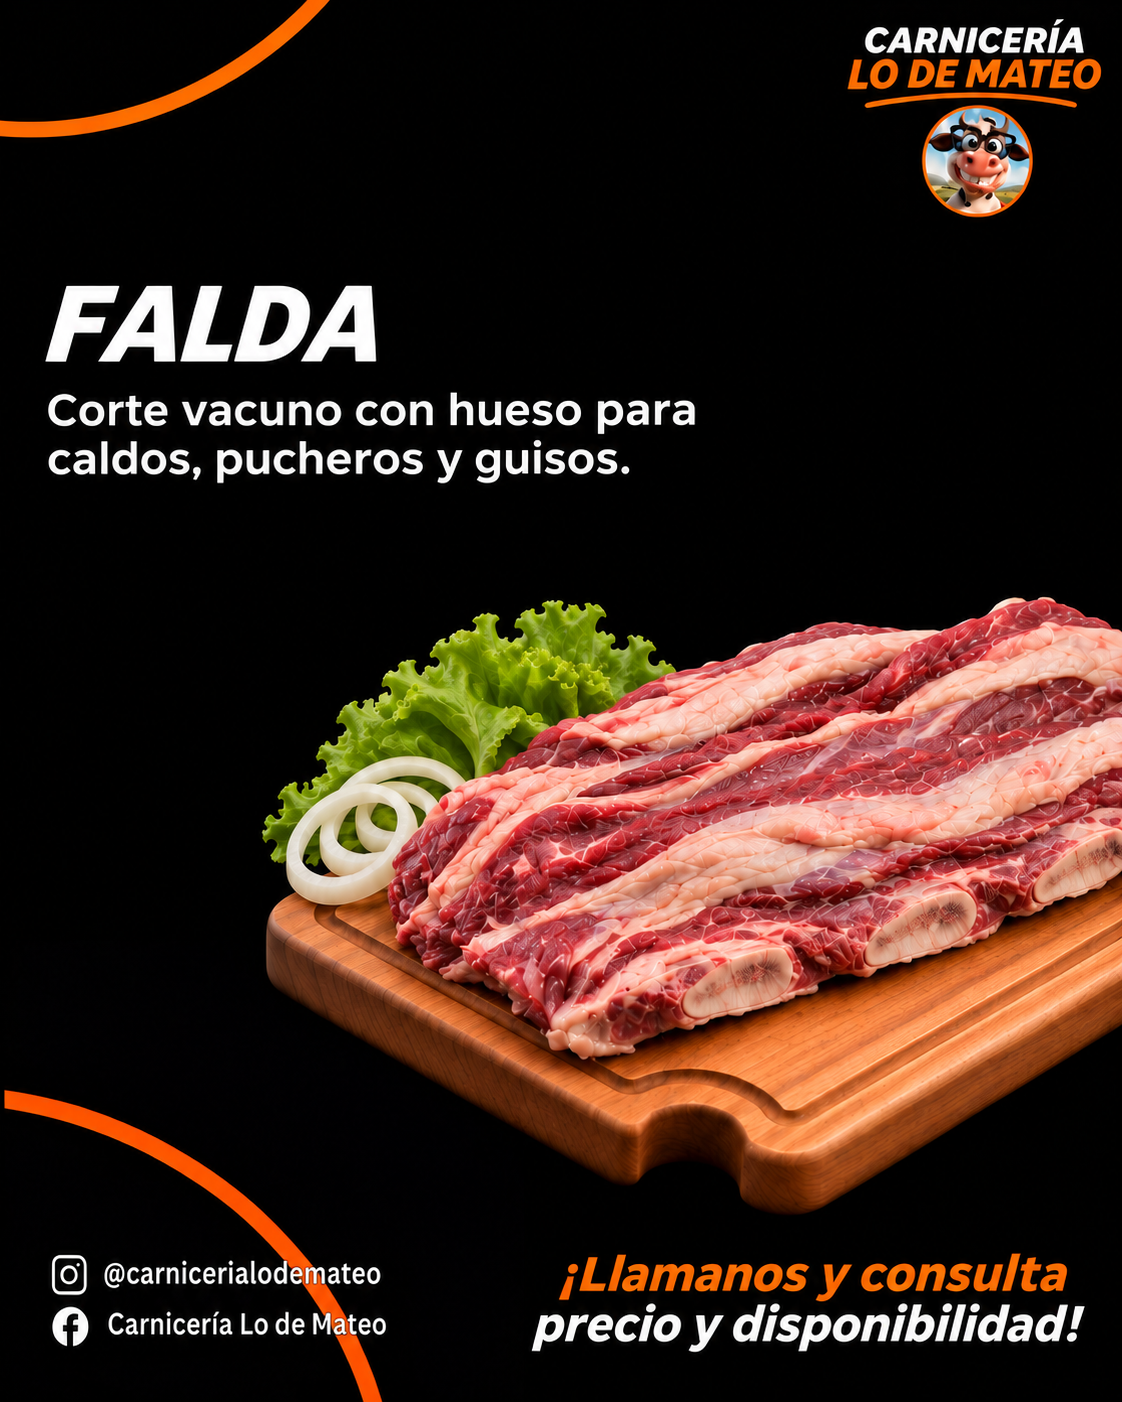 CARNICERÍA
LO DE MATEO
FALDA
Corte vacuno con hueso para
caldos, pucheros y guisos.
@carnicerialodemateo
Carnicería Lo de Mateo
¡Llamanos y consulta
precio y disponibilidad!